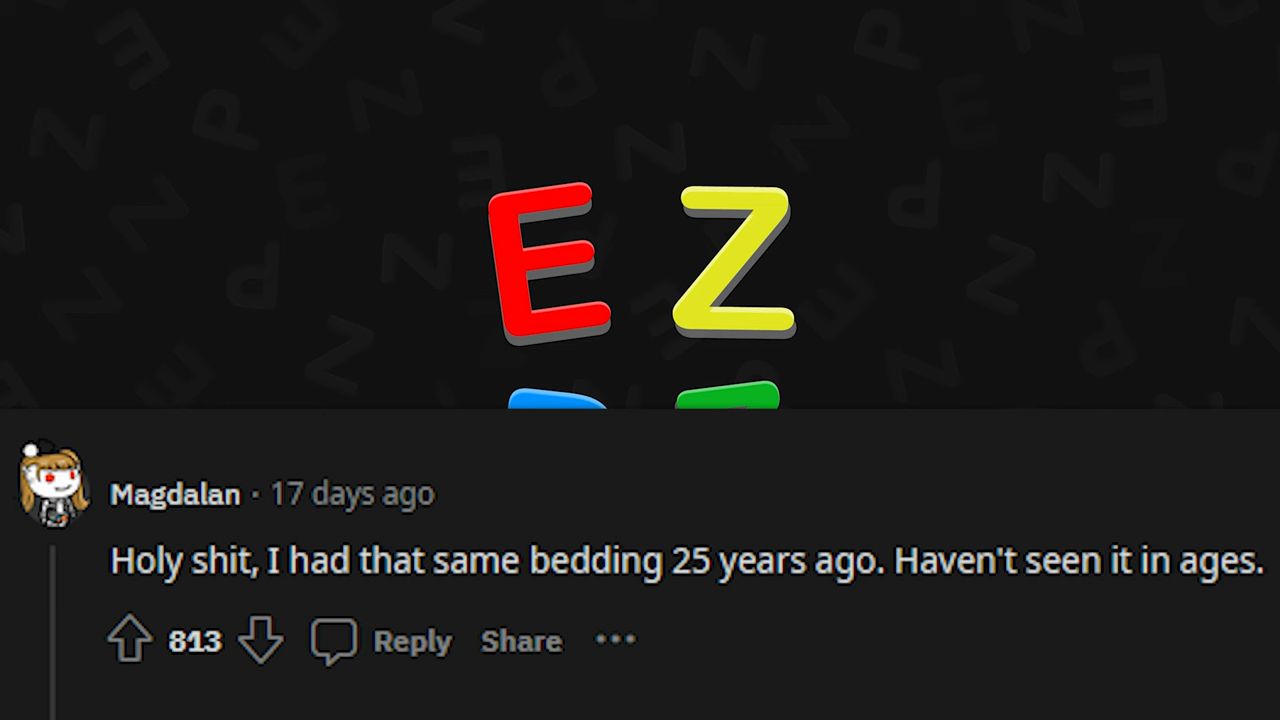 E Z
Magdalan · 17 days ago
Holy shit, I had that same bedding 25 years ago. Haven't seen it in ages.
813 Reply Share ...